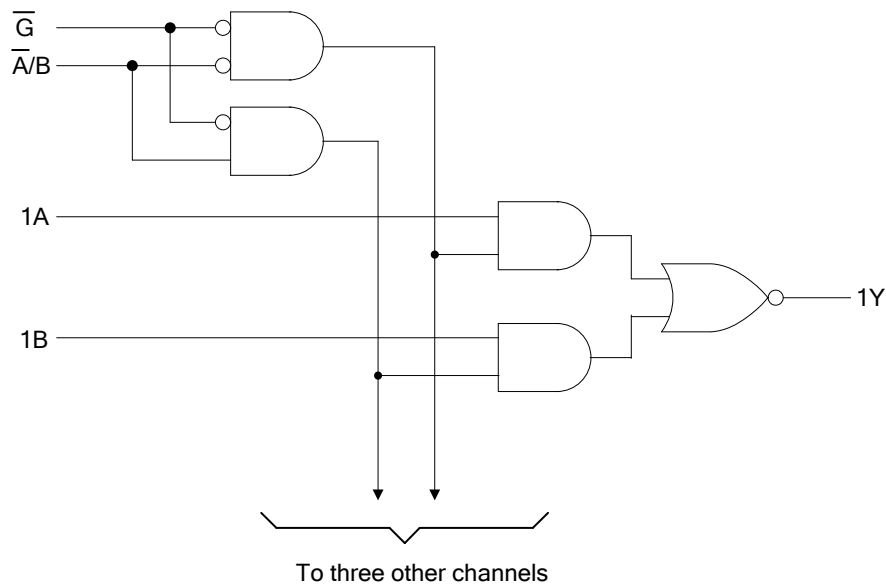 G̅
A̅/B
1A
1Y
1B
To three other channels